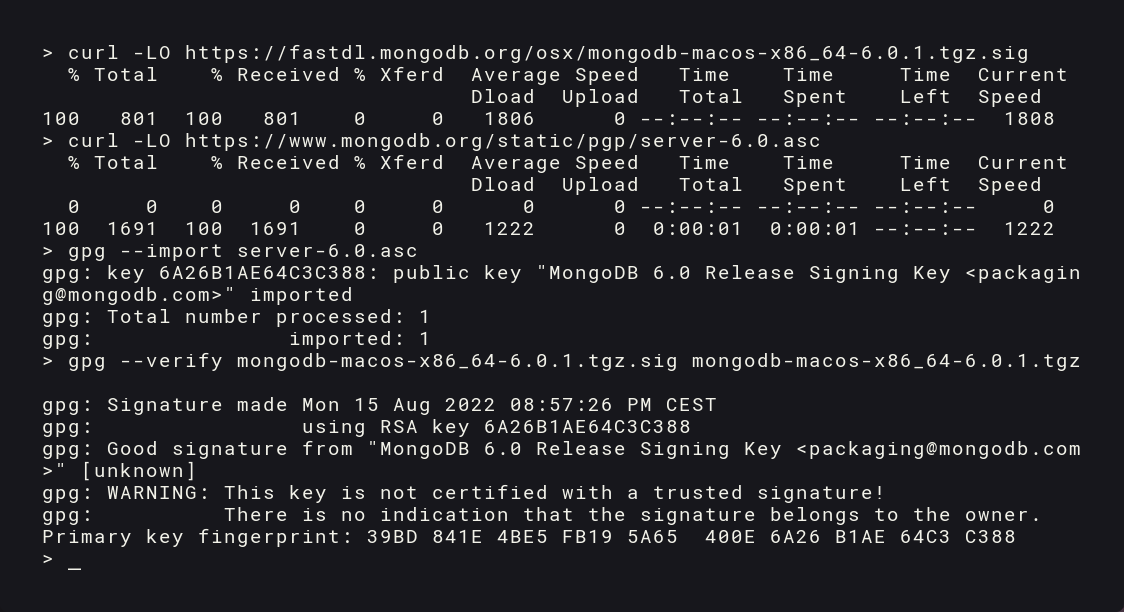 > curl -LO https://fastdl.mongodb.org/osx/mongodb-macos-x86_64-6.0.1.tgz.sig
  % Total    % Received % Xferd  Average Speed   Time    Time     Time  Current
                                 Dload  Upload   Total   Spent    Left  Speed
100   801  100   801    0     0   1806      0 --:--:-- --:--:-- --:--:--  1808
> curl -LO https://www.mongodb.org/static/pgp/server-6.0.asc
  % Total    % Received % Xferd  Average Speed   Time    Time     Time  Current
                                 Dload  Upload   Total   Spent    Left  Speed
  0     0    0     0    0     0      0      0 --:--:-- --:--:-- --:--:--     0
100  1691  100  1691    0     0   1222      0  0:00:01  0:00:01 --:--:--  1222
> gpg --import server-6.0.asc
gpg: key 6A26B1AE64C3C388: public key "MongoDB 6.0 Release Signing Key <packagin
g@mongodb.com>" imported
gpg: Total number processed: 1
gpg:               imported: 1
> gpg --verify mongodb-macos-x86_64-6.0.1.tgz.sig mongodb-macos-x86_64-6.0.1.tgz
gpg: Signature made Mon 15 Aug 2022 08:57:26 PM CEST
gpg:                using RSA key 6A26B1AE64C3C388
gpg: Good signature from "MongoDB 6.0 Release Signing Key <packaging@mongodb.com
>" [unknown]
gpg: WARNING: This key is not certified with a trusted signature!
gpg:          There is no indication that the signature belongs to the owner.
Primary key fingerprint: 39BD 841E 4BE5 FB19 5A65  400E 6A26 B1AE 64C3 C388
> _